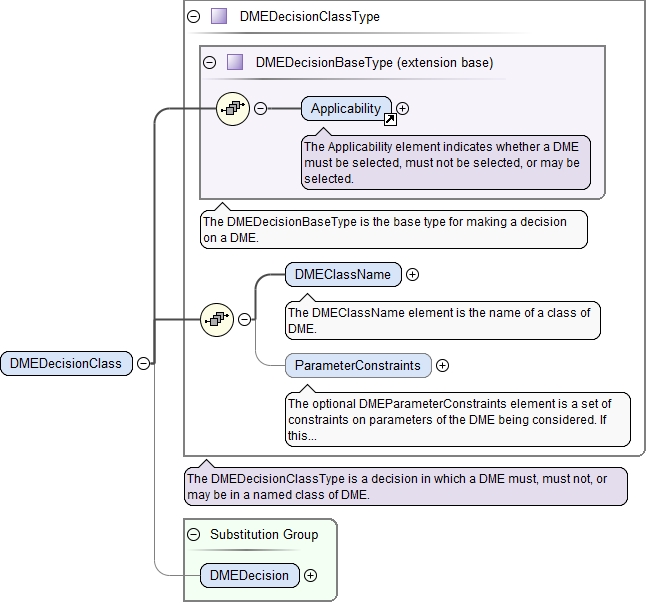 DMEDecisionClassType
DMEDecisionBaseType (extension base)
Applicability
The Applicability element indicates whether a DME
must be selected, must not be selected, or may be
selected.
The DMEDecisionBaseType is the base type for making a decision
on a DME.
DMEClassName
The DMEClassName element is the name of a class of
DME.
DMEDecisionClass
ParameterConstraints
The optional DMEParameterConstraints element is a set of
constraints on parameters of the DME being considered. If
this...
The DMEDecisionClassType is a decision in which a DME must, must not, or
may be in a named class of DME.
Substitution Group
DMEDecision